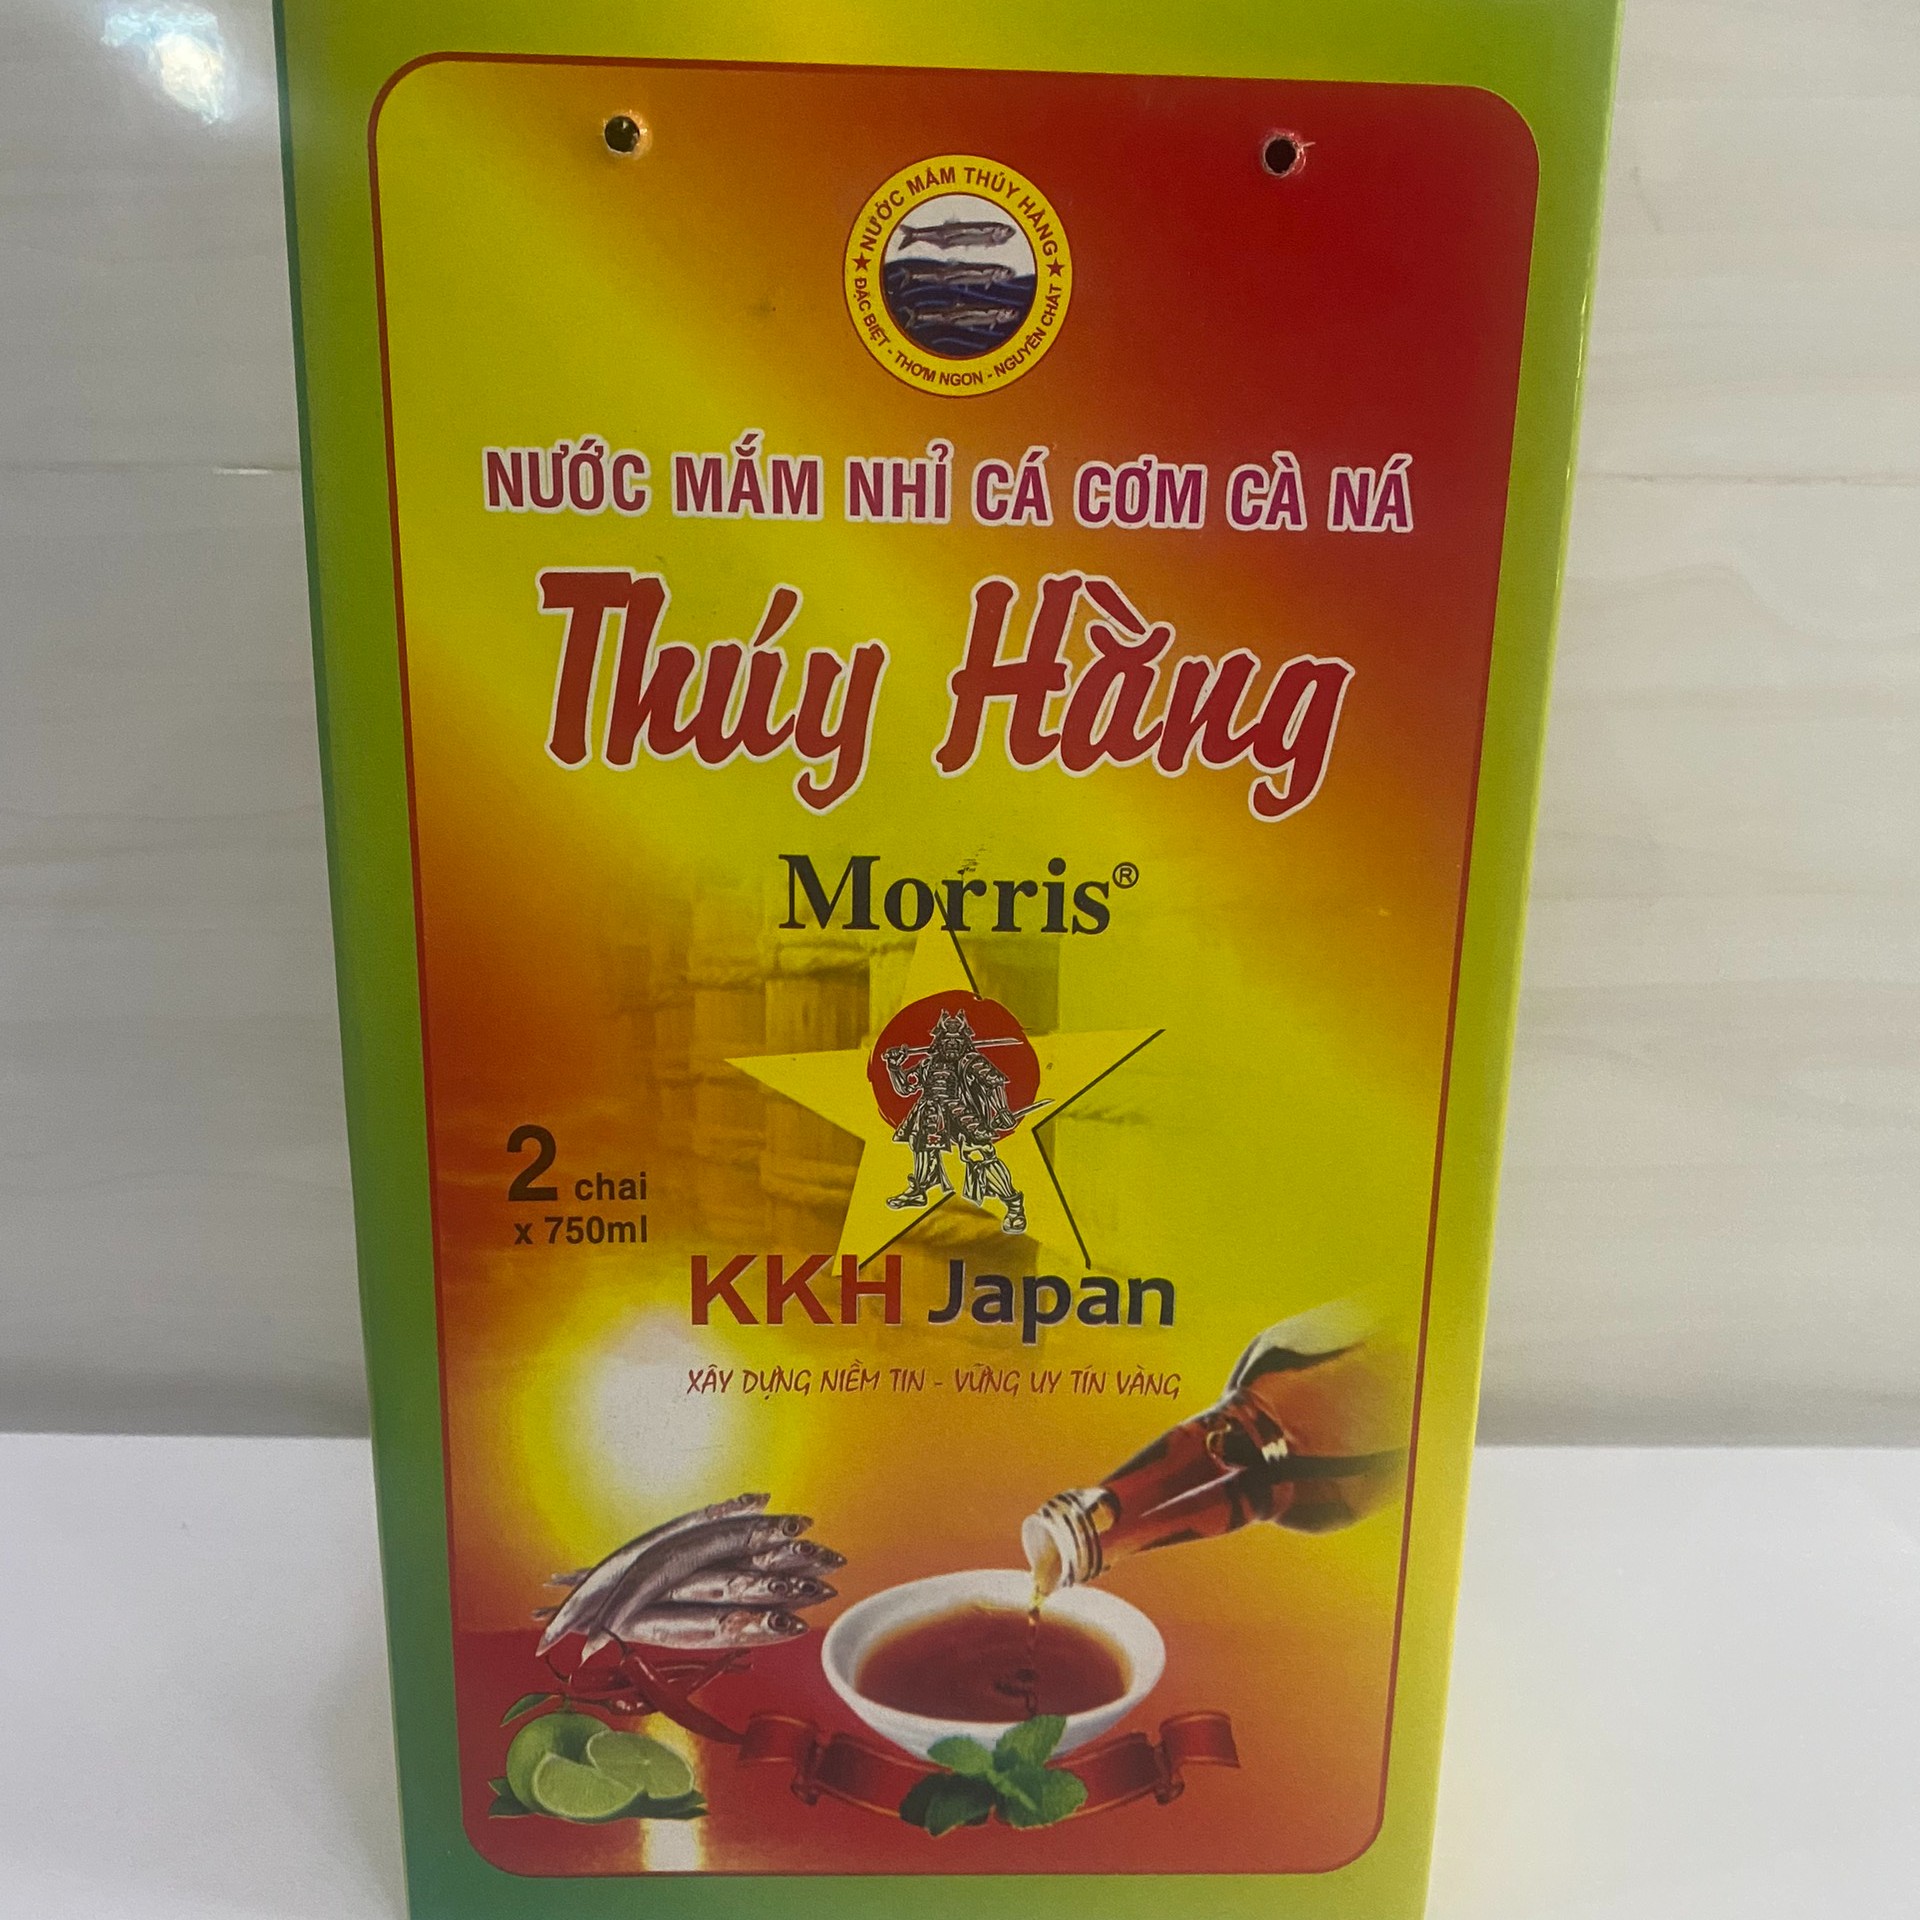 NƯỚC MẮM THÚY HẰNG
ĐẶC BIỆT - THƠM NGON - NGUYÊN CHẤT
NƯỚC MẮM NHỈ CÁ CƠM CÀ NÁ
Thúy Hằng
Morris®
2 chai
x 750ml
KKH Japan
XÂY DỰNG NIỀM TIN - VỮNG UY TÍN VÀNG